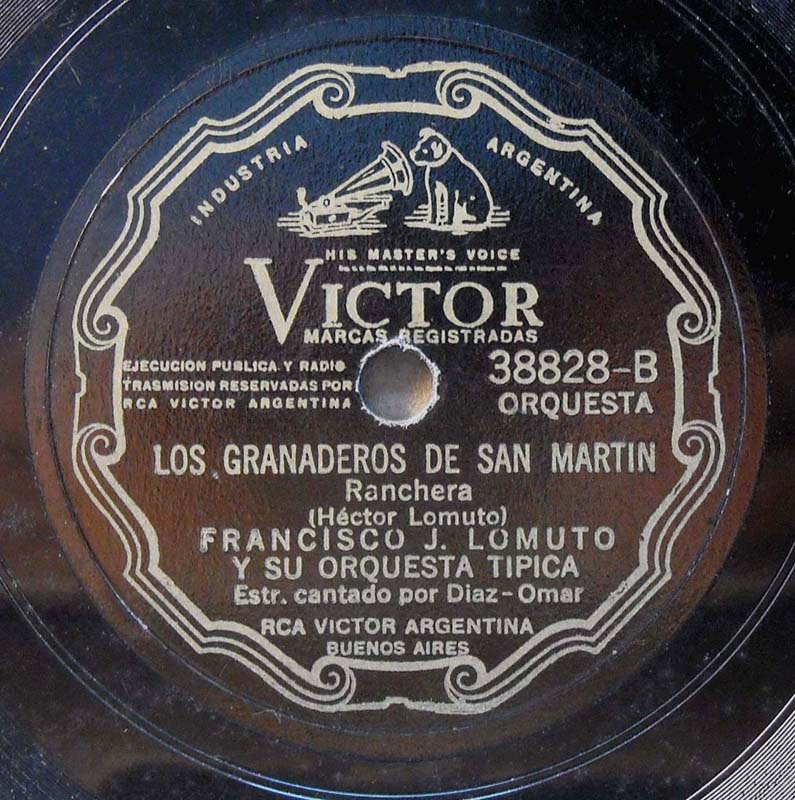 INDUSTRIA ARGENTINA
HIS MASTER'S VOICE
VICTOR
MARCAS REGISTRADAS
EJECUCION PUBLICA Y RADIO
TRASMISION RESERVADAS POR
RCA VICTOR ARGENTINA
38828-B
ORQUESTA
LOS GRANADEROS DE SAN MARTIN
Ranchera
(Héctor Lomuto)
FRANCISCO J. LOMUTO
Y SU ORQUESTA TIPICA
Estr. cantado por Diaz-Omar
RCA VICTOR ARGENTINA
BUENOS AIRES